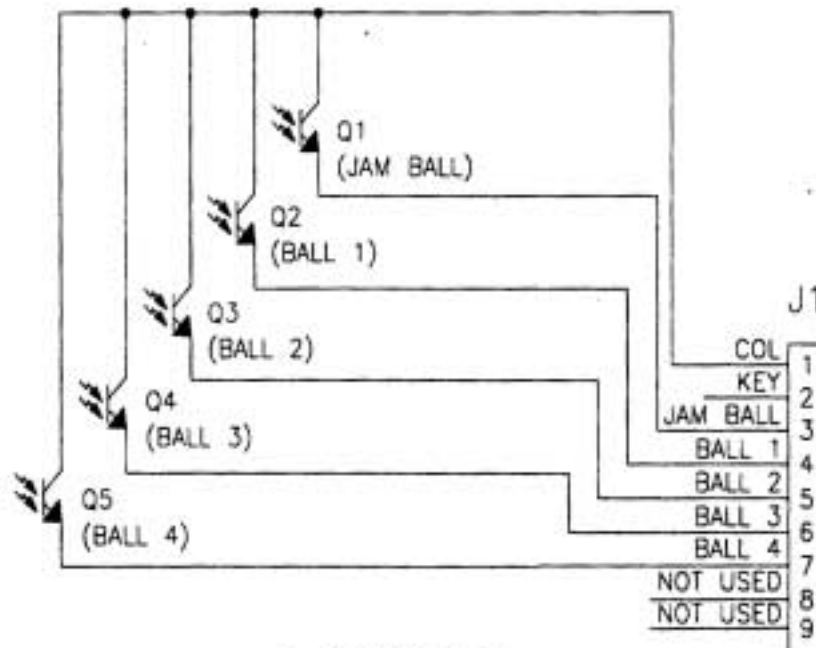 Q1
(JAM BALL)
Q2
(BALL 1)
Q3
(BALL 2)
Q4
(BALL 3)
Q5
(BALL 4)
J1
COL 1
KEY 2
JAM BALL 3
BALL 1 4
BALL 2 5
BALL 3 6
BALL 4 7
NOT USED 8
NOT USED 9